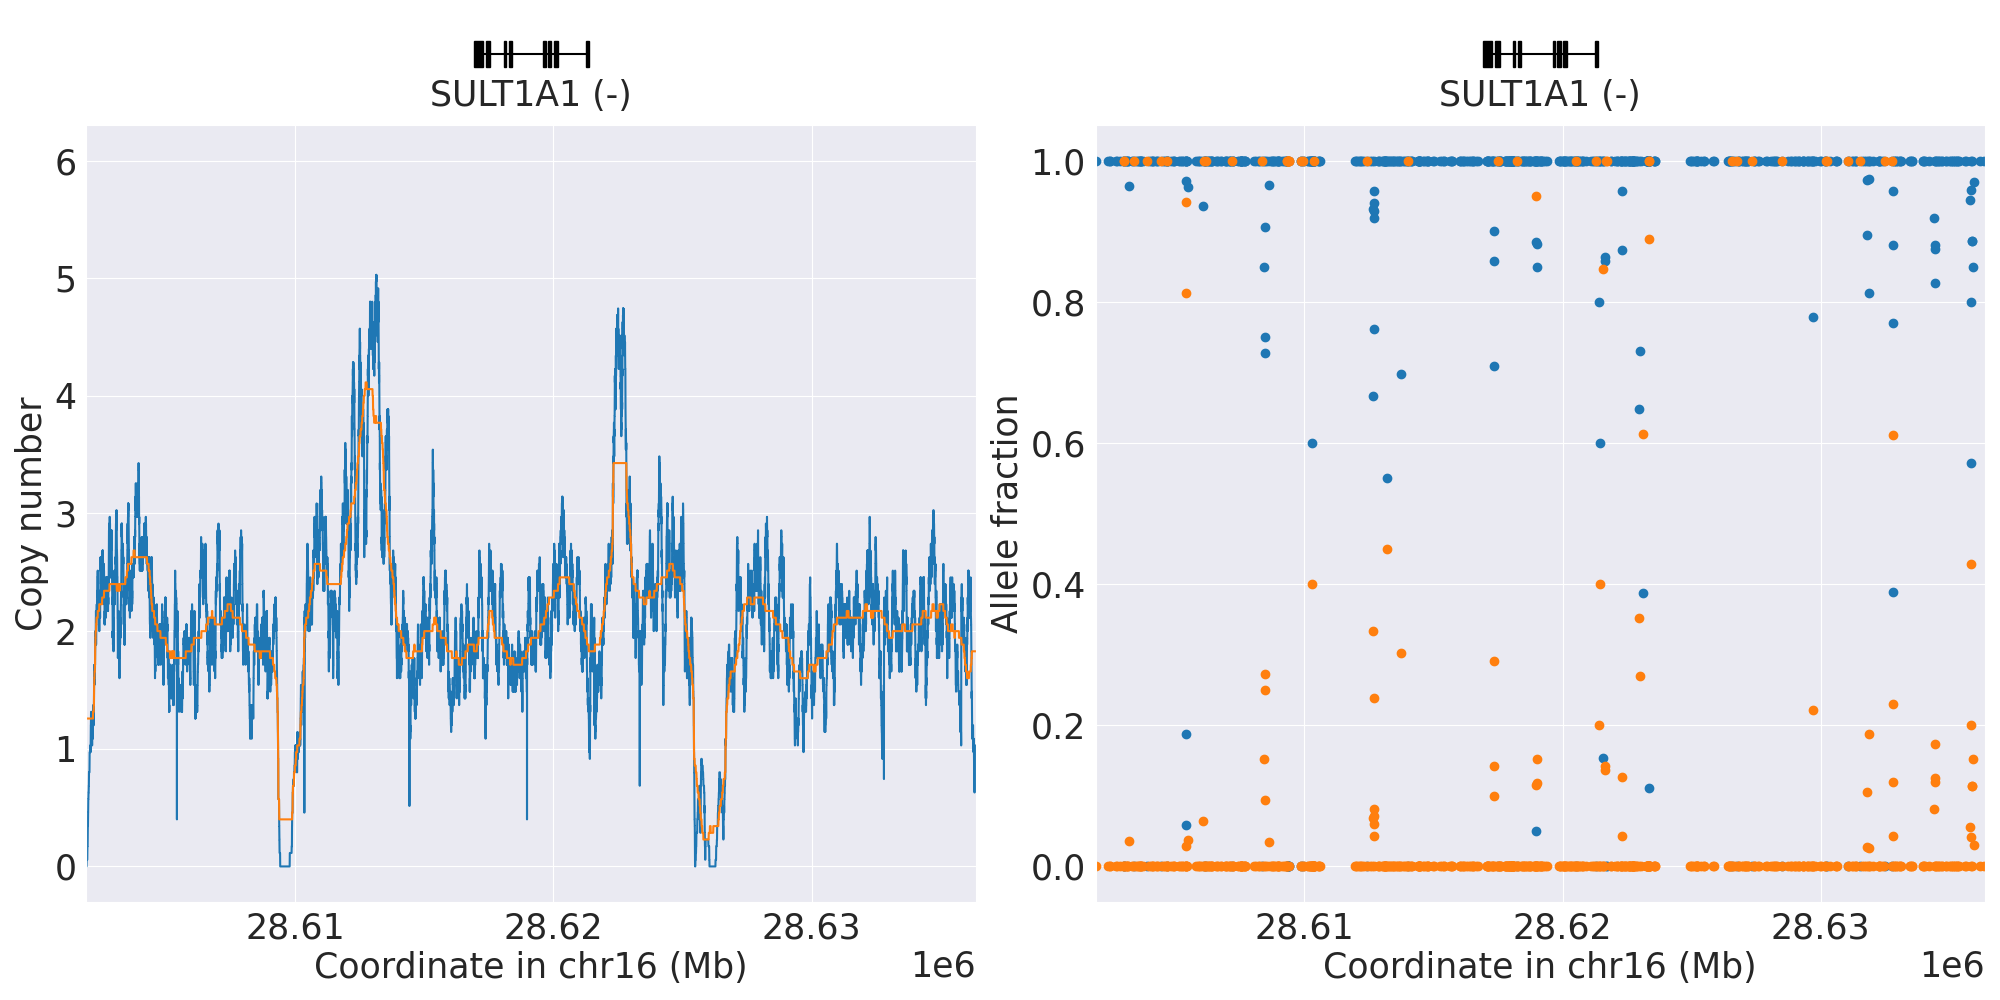 SULT1A1 (-)
SULT1A1 (-)
Copy number
6
5
4
3
2
1
0
28.61
28.62
28.63
Coordinate in chr16 (Mb)
1e6
Allele fraction
1.0
0.8
0.6
0.4
0.2
0.0
28.61
28.62
28.63
Coordinate in chr16 (Mb)
1e6